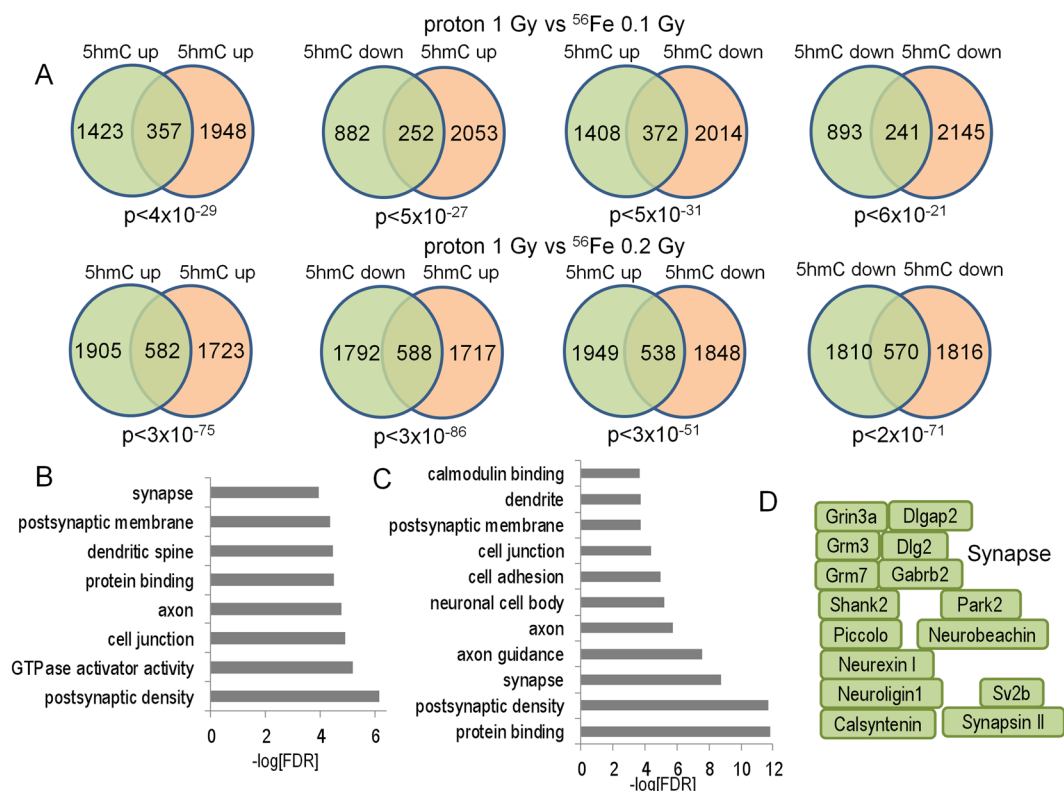 proton 1 Gy vs ⁵⁶Fe 0.1 Gy
A
5hmC up 5hmC up
5hmC down 5hmC up
5hmC up 5hmC down
5hmC down 5hmC down
1423 357 1948
882 252 2053
1408 372 2014
893 241 2145
p<4x10⁻²⁹
p<5x10⁻²⁷
p<5x10⁻³¹
p<6x10⁻²¹
proton 1 Gy vs ⁵⁶Fe 0.2 Gy
5hmC up 5hmC up
5hmC down 5hmC up
5hmC up 5hmC down
5hmC down 5hmC down
1905 582 1723
1792 588 1717
1949 538 1848
1810 570 1816
p<3x10⁻⁷⁵
p<3x10⁻⁸⁶
p<3x10⁻⁵¹
p<2x10⁻⁷¹
B
synapse
postsynaptic membrane
dendritic spine
protein binding
axon
cell junction
GTPase activator activity
postsynaptic density
0 2 4 6
-log[FDR]
C
calmodulin binding
dendrite
postsynaptic membrane
cell junction
cell adhesion
neuronal cell body
axon
axon guidance
synapse
postsynaptic density
protein binding
0 2 4 6 8 10 12
-log[FDR]
D
Grin3a Dlgap2
Grm3 Dlg2
Synapse
Grm7 Gabrb2
Shank2 Park2
Piccolo Neurobeachin
Neurexin I
Neuroligin1 Sv2b
Calsyntenin Synapsin II